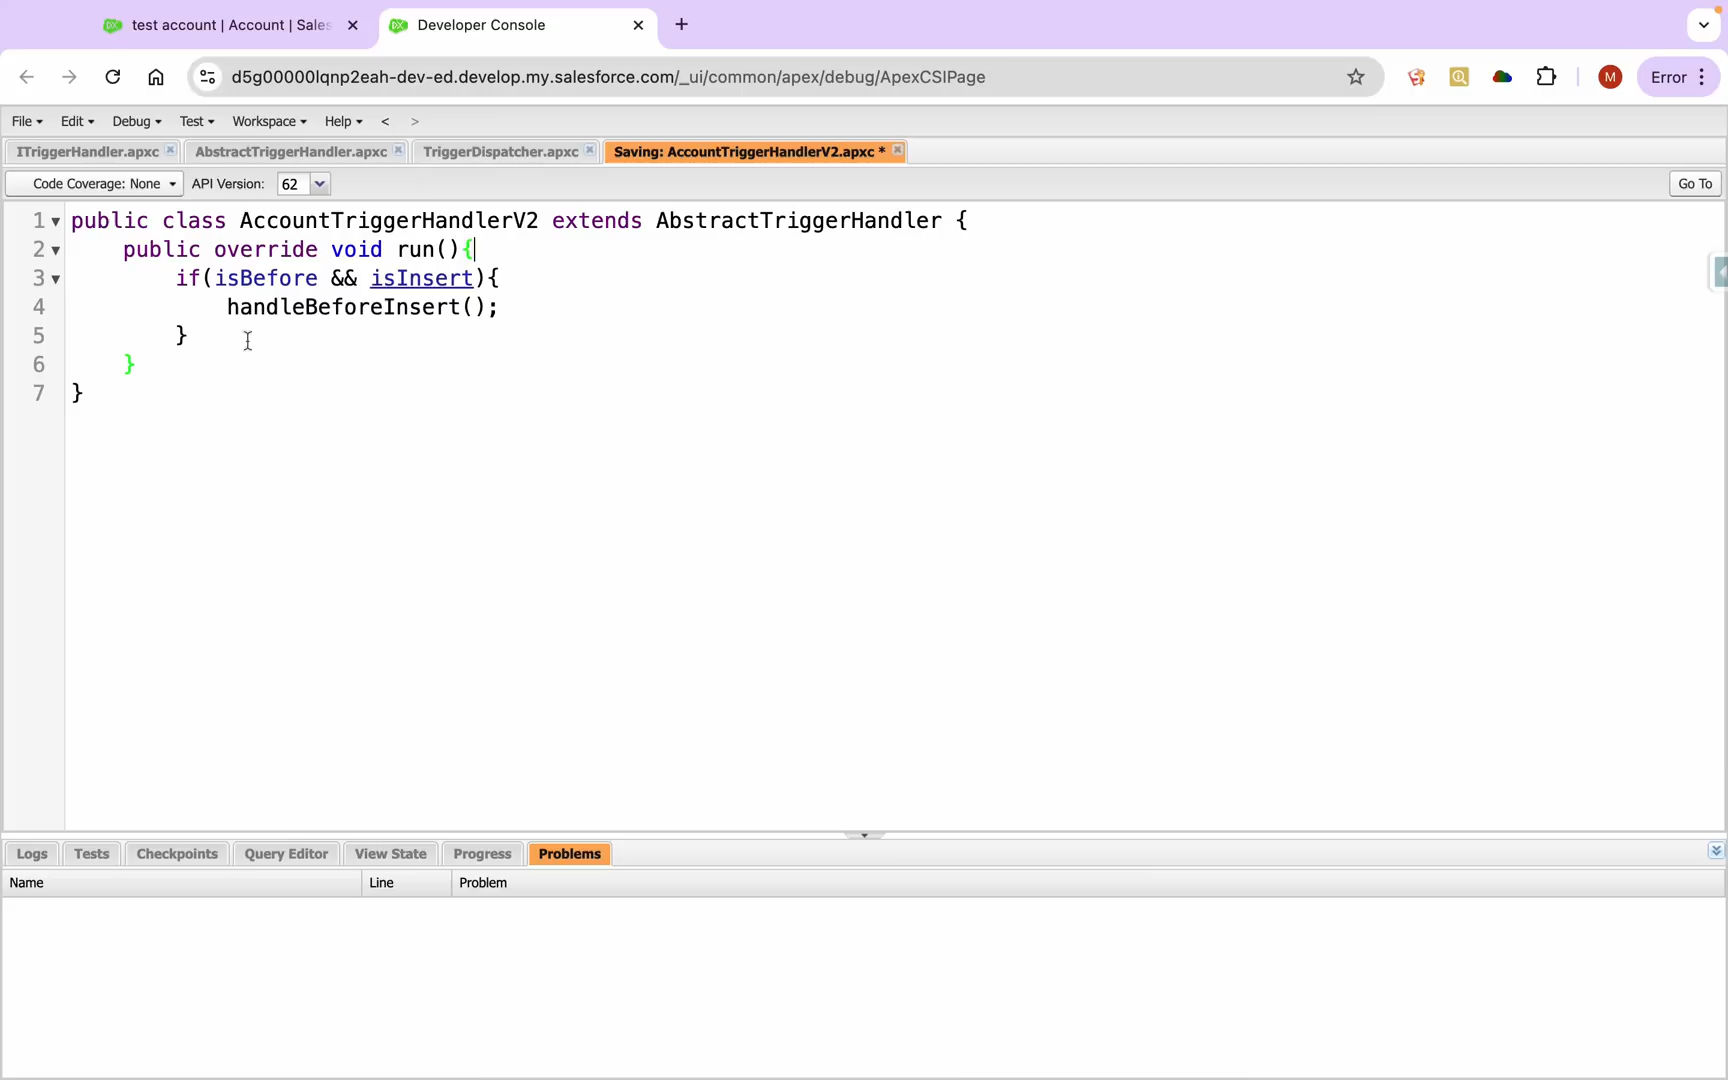 test account | Account | Sales
Developer Console
d5g00000lqnp2eah-dev-ed.develop.my.salesforce.com/_ui/common/apex/debug/ApexCSIPage
M
Error
File
Edit
Debug
Test
Workspace
Help
<
>
ITriggerHandler.apxc
AbstractTriggerHandler.apxc
TriggerDispatcher.apxc
Saving: AccountTriggerHandlerV2.apxc *
Code Coverage: None
API Version:
62
Go To
1 public class AccountTriggerHandlerV2 extends AbstractTriggerHandler {
2 public override void run(){
3 if(isBefore && isInsert){
4 handleBeforeInsert();
5 }
6 }
7 }
Logs
Tests
Checkpoints
Query Editor
View State
Progress
Problems
Name
Line
Problem